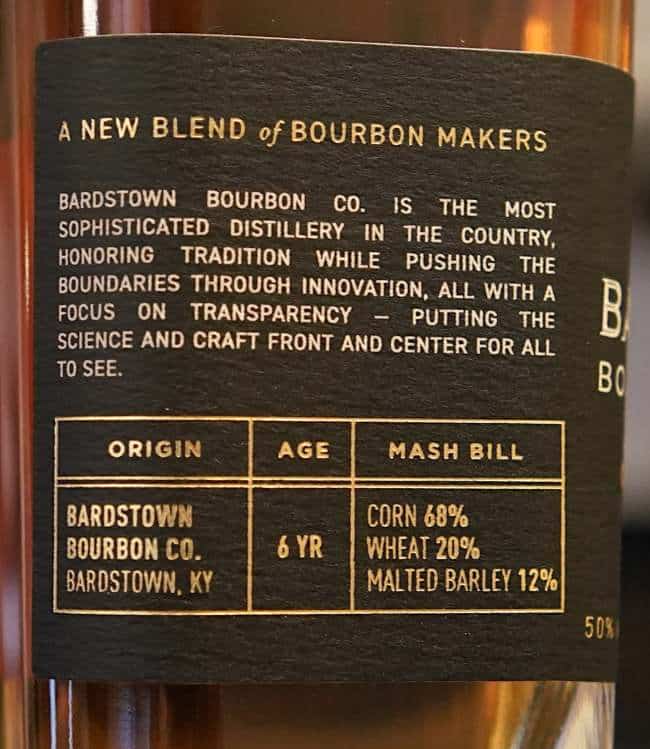 A NEW BLEND of BOURBON MAKERS
BARDSTOWN BOURBON CO. IS THE MOST
SOPHISTICATED DISTILLERY IN THE COUNTRY,
HONORING TRADITION WHILE PUSHING THE
BOUNDARIES THROUGH INNOVATION, ALL WITH A
FOCUS ON TRANSPARENCY – PUTTING THE
SCIENCE AND CRAFT FRONT AND CENTER FOR ALL
TO SEE.
ORIGIN AGE MASH BILL
BARDSTOWN
BOURBON CO.
BARDSTOWN, KY
6 YR
CORN 68%
WHEAT 20%
MALTED BARLEY 12%
50%